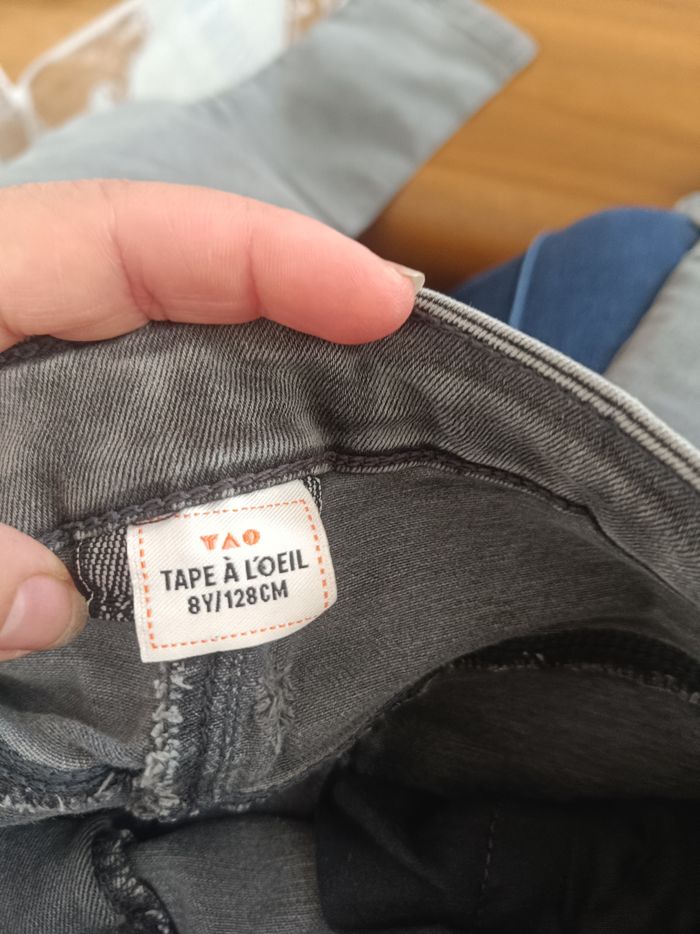 TAO
TAPE À L'OEIL
8Y/128CM